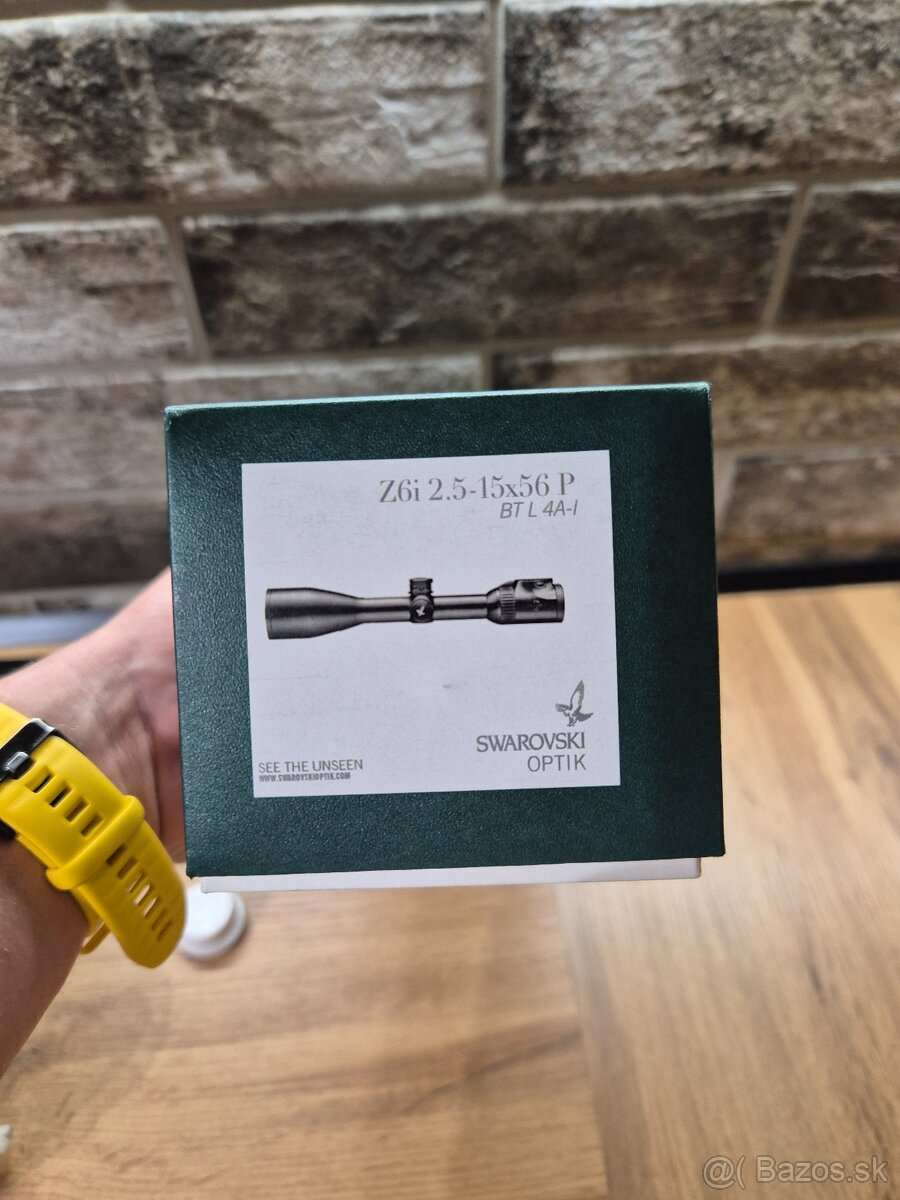 Z6i 2.5-15x56 P
BT L 4A-I
SWAROVSKI
OPTIK
SEE THE UNSEEN
WWW.SWAROVSKIOPTIK.COM
@( Bazos.sk